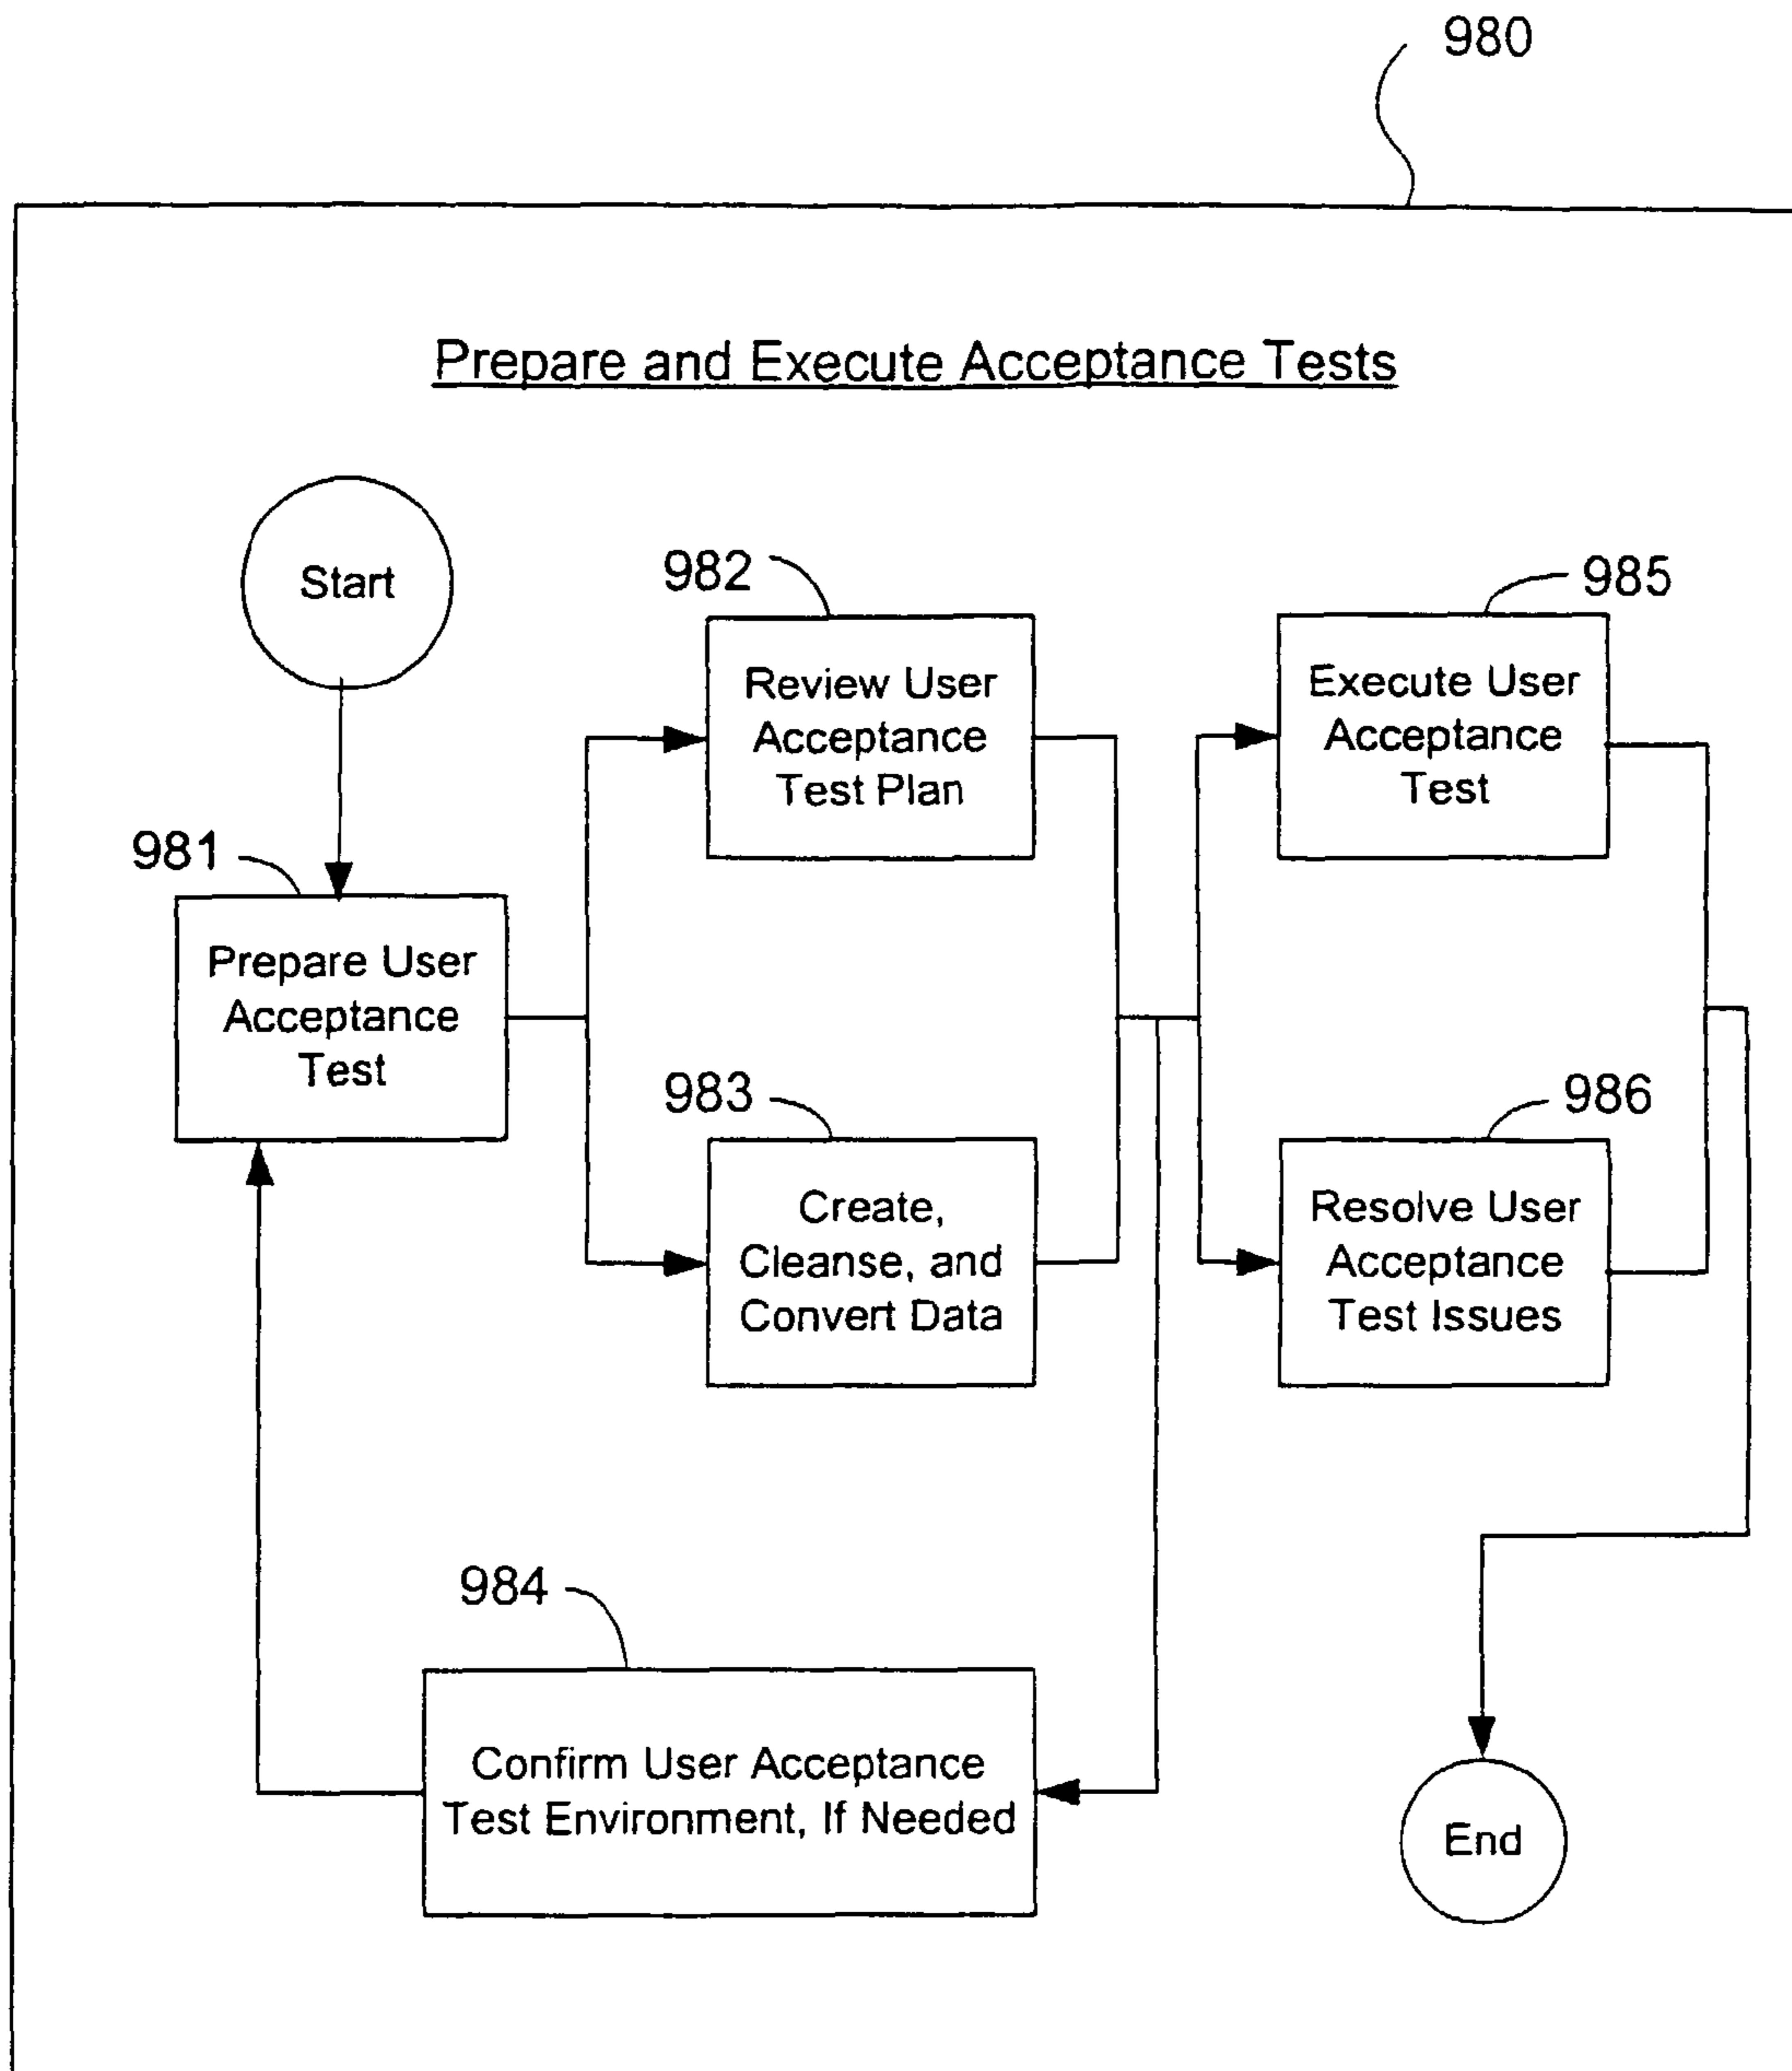 980
Prepare and Execute Acceptance Tests
Start
982
985
Review User
Acceptance
Test Plan
Execute User
Acceptance
Test
981
Prepare User
Acceptance
Test
983
986
Create,
Cleanse, and
Convert Data
Resolve User
Acceptance
Test Issues
984
Confirm User Acceptance
Test Environment, If Needed
End